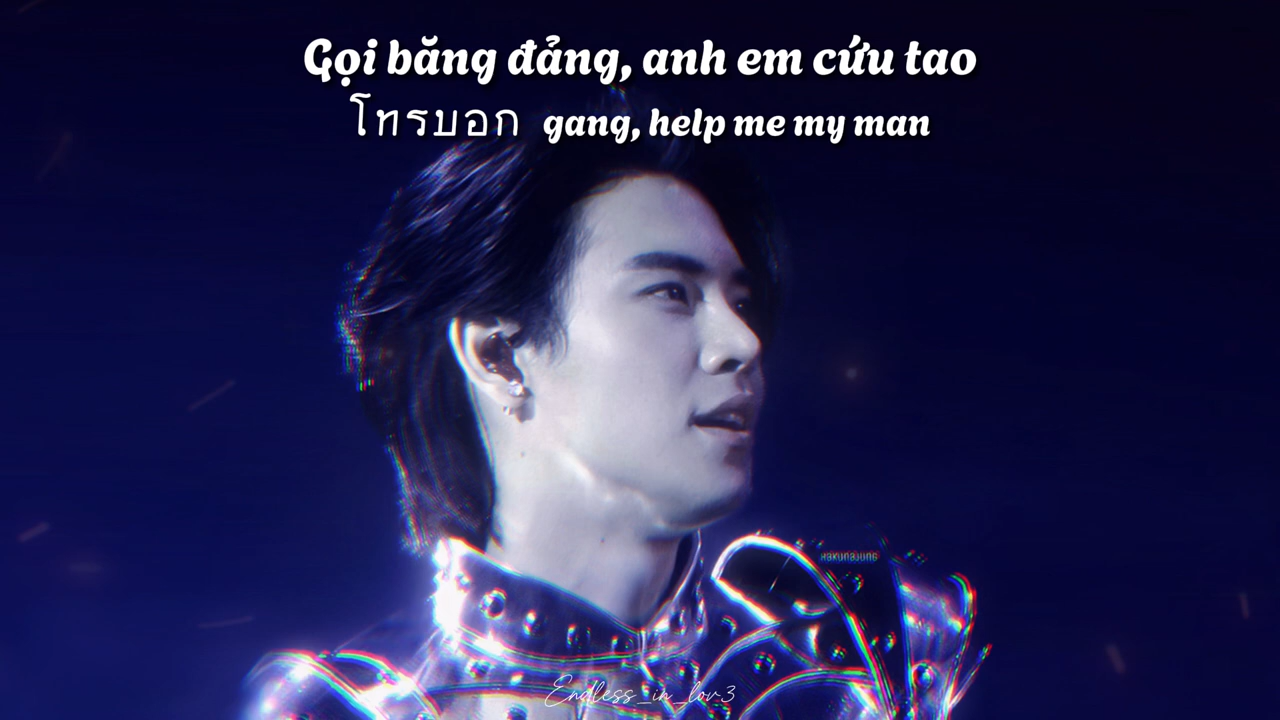 Gọi băng đảng, anh em cứu tao
โทรบอก gang, help me my man
hakunajung
Endless_in_lov3